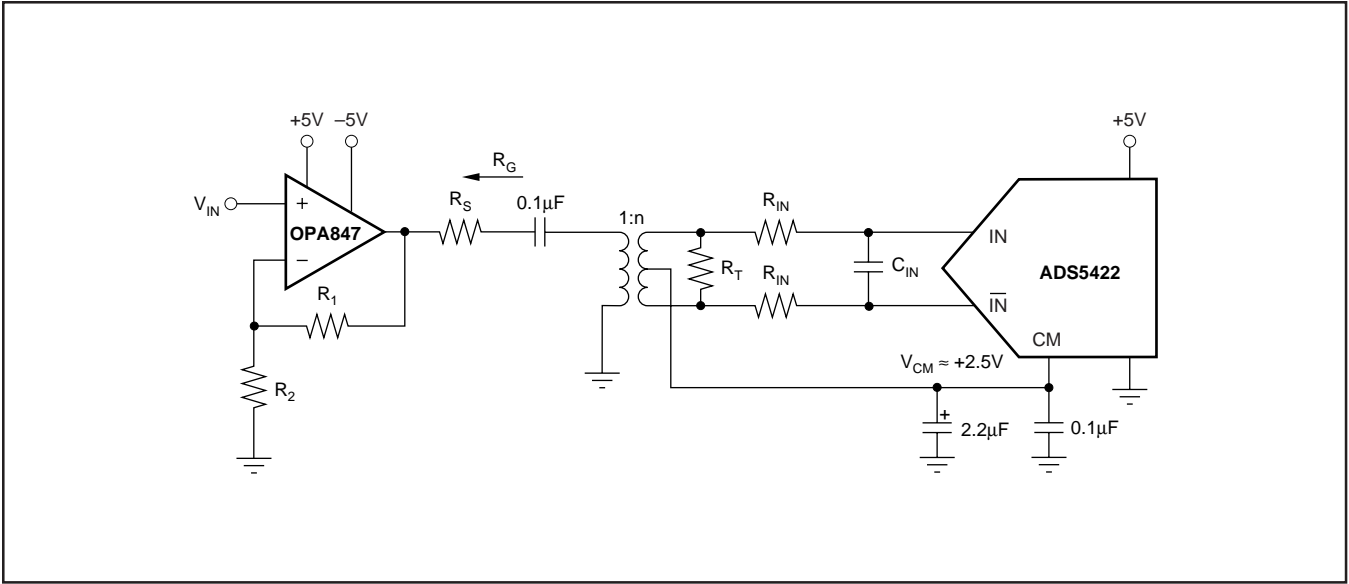 +5V
–5V
V_IN
+
OPA847
–
R_1
R_2
R_S
R_G
0.1μF
1:n
R_T
R_IN
R_IN
C_IN
+5V
IN
ADS5422
I̅N̅
CM
V_CM ≈ +2.5V
+
2.2μF
0.1μF